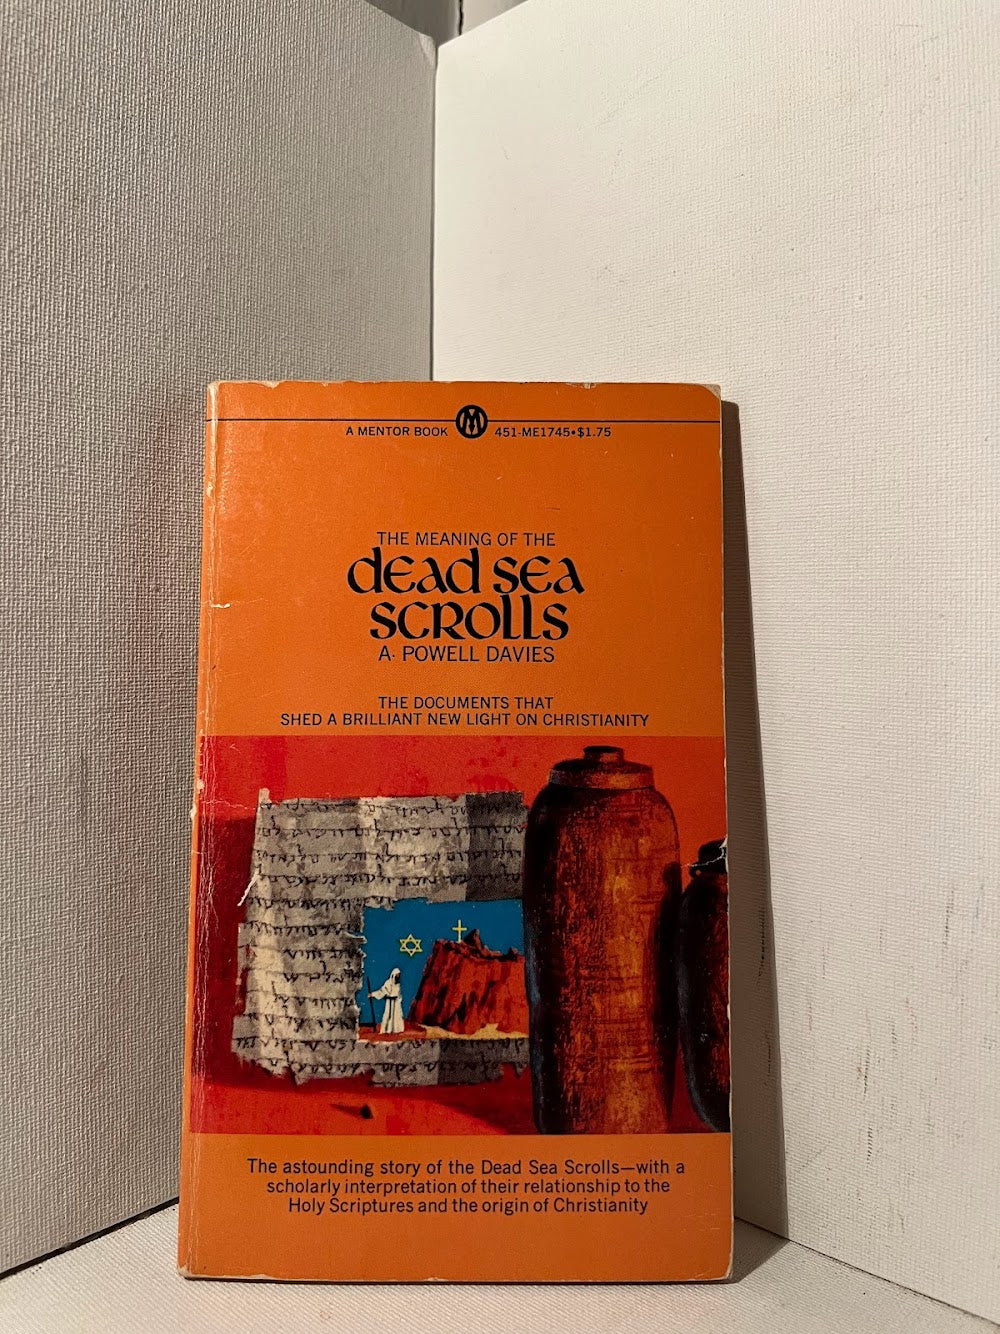 A MENTOR BOOK M 451-ME1745•$1.75
THE MEANING OF THE
dEAd SEA
SCROLLS
A· POWELL DAVIES
THE DOCUMENTS THAT
SHED A BRILLIANT NEW LIGHT ON CHRISTIANITY
The astounding story of the Dead Sea Scrolls—with a
scholarly interpretation of their relationship to the
Holy Scriptures and the origin of Christianity